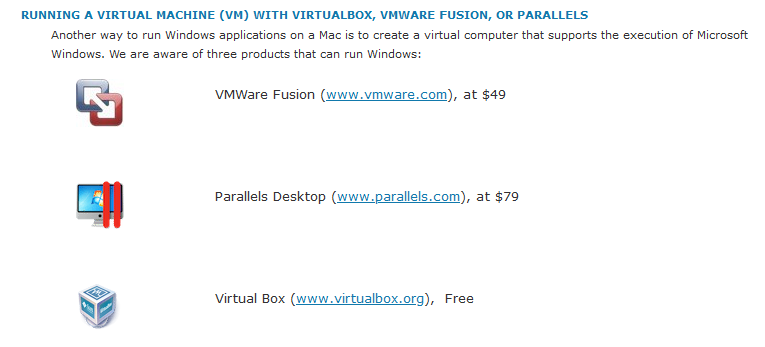 RUNNING A VIRTUAL MACHINE (VM) WITH VIRTUALBOX, VMWARE FUSION, OR PARALLELS
Another way to run Windows applications on a Mac is to create a virtual computer that supports the execution of Microsoft
Windows. We are aware of three products that can run Windows:
VMWare Fusion (www.vmware.com), at $49
Parallels Desktop (www.parallels.com), at $79
Virtual Box (www.virtualbox.org),  Free